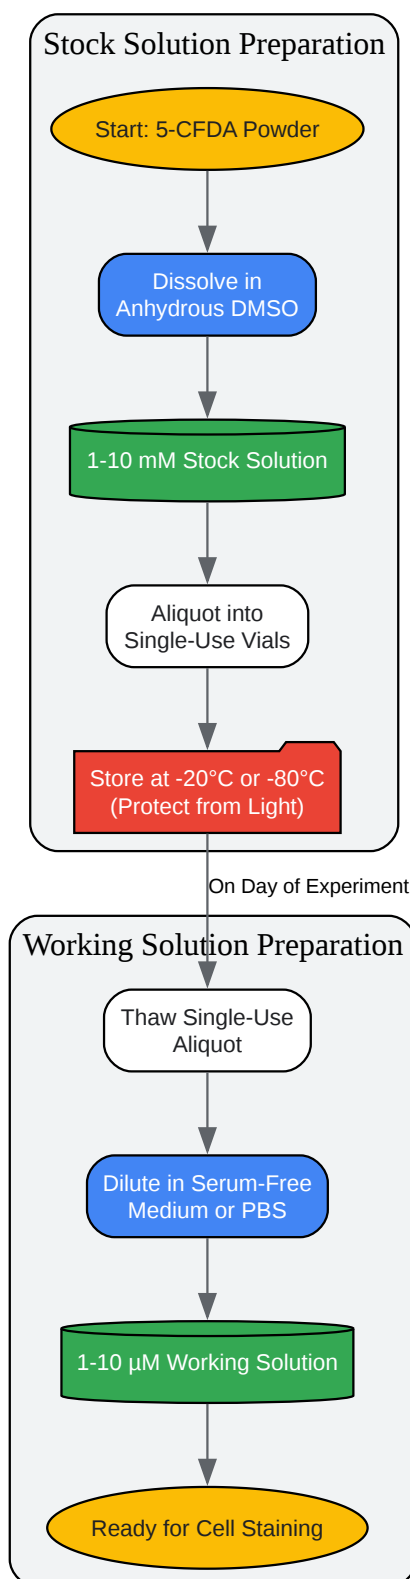 Stock Solution Preparation
Start: 5-CFDA Powder
Dissolve in
Anhydrous DMSO
1-10 mM Stock Solution
Aliquot into
Single-Use Vials
Store at -20°C or -80°C
(Protect from Light)
On Day of Experiment
Working Solution Preparation
Thaw Single-Use
Aliquot
Dilute in Serum-Free
Medium or PBS
1-10 µM Working Solution
Ready for Cell Staining